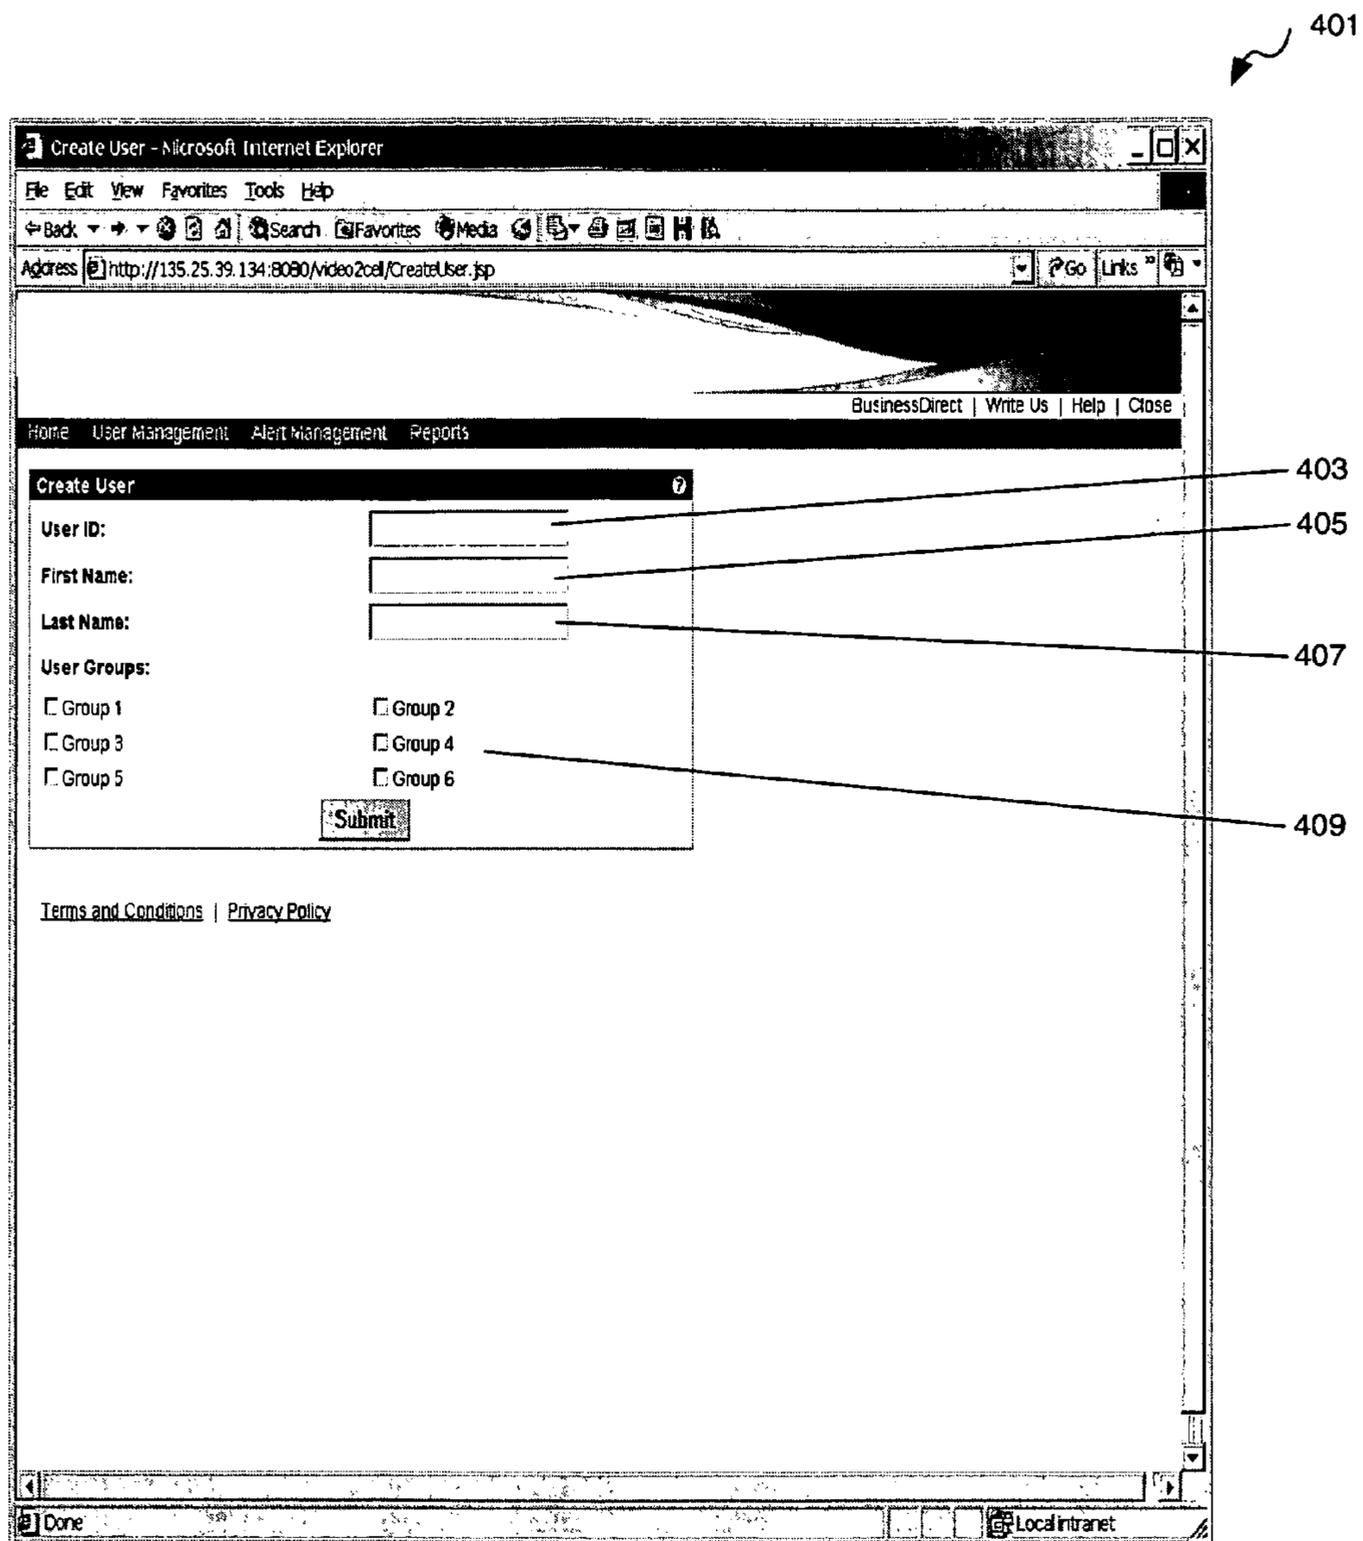 401
Create User - Microsoft Internet Explorer
File Edit View Favorites Tools Help
Back Search Favorites Media
Address http://135.25.39.134:8080/video2cell/CreateUser.jsp Go Links »
BusinessDirect | Write Us | Help | Close
Home User Management Alert Management Reports
Create User ?
403
User ID:
405
First Name:
Last Name:
407
User Groups:
Group 1 Group 2
Group 3 Group 4
Group 5 Group 6
409
Submit
Terms and Conditions | Privacy Policy
Done Local intranet